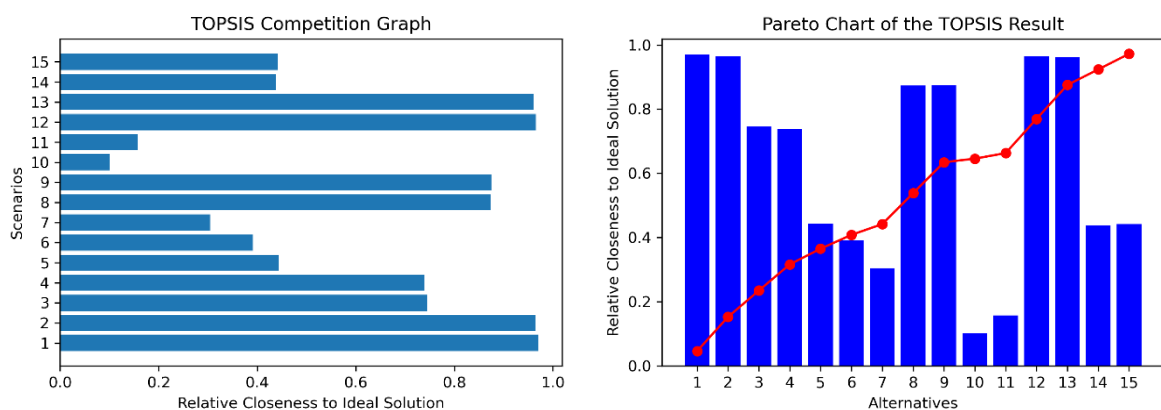 TOPSIS Competition Graph
15
14
13
12
11
10
9
8
7
6
5
4
3
2
1
Scenarios
0.0 0.2 0.4 0.6 0.8 1.0
Relative Closeness to Ideal Solution
Pareto Chart of the TOPSIS Result
1.0
0.8
0.6
0.4
0.2
0.0
Relative Closeness to Ideal Solution
1 2 3 4 5 6 7 8 9 10 11 12 13 14 15
Alternatives